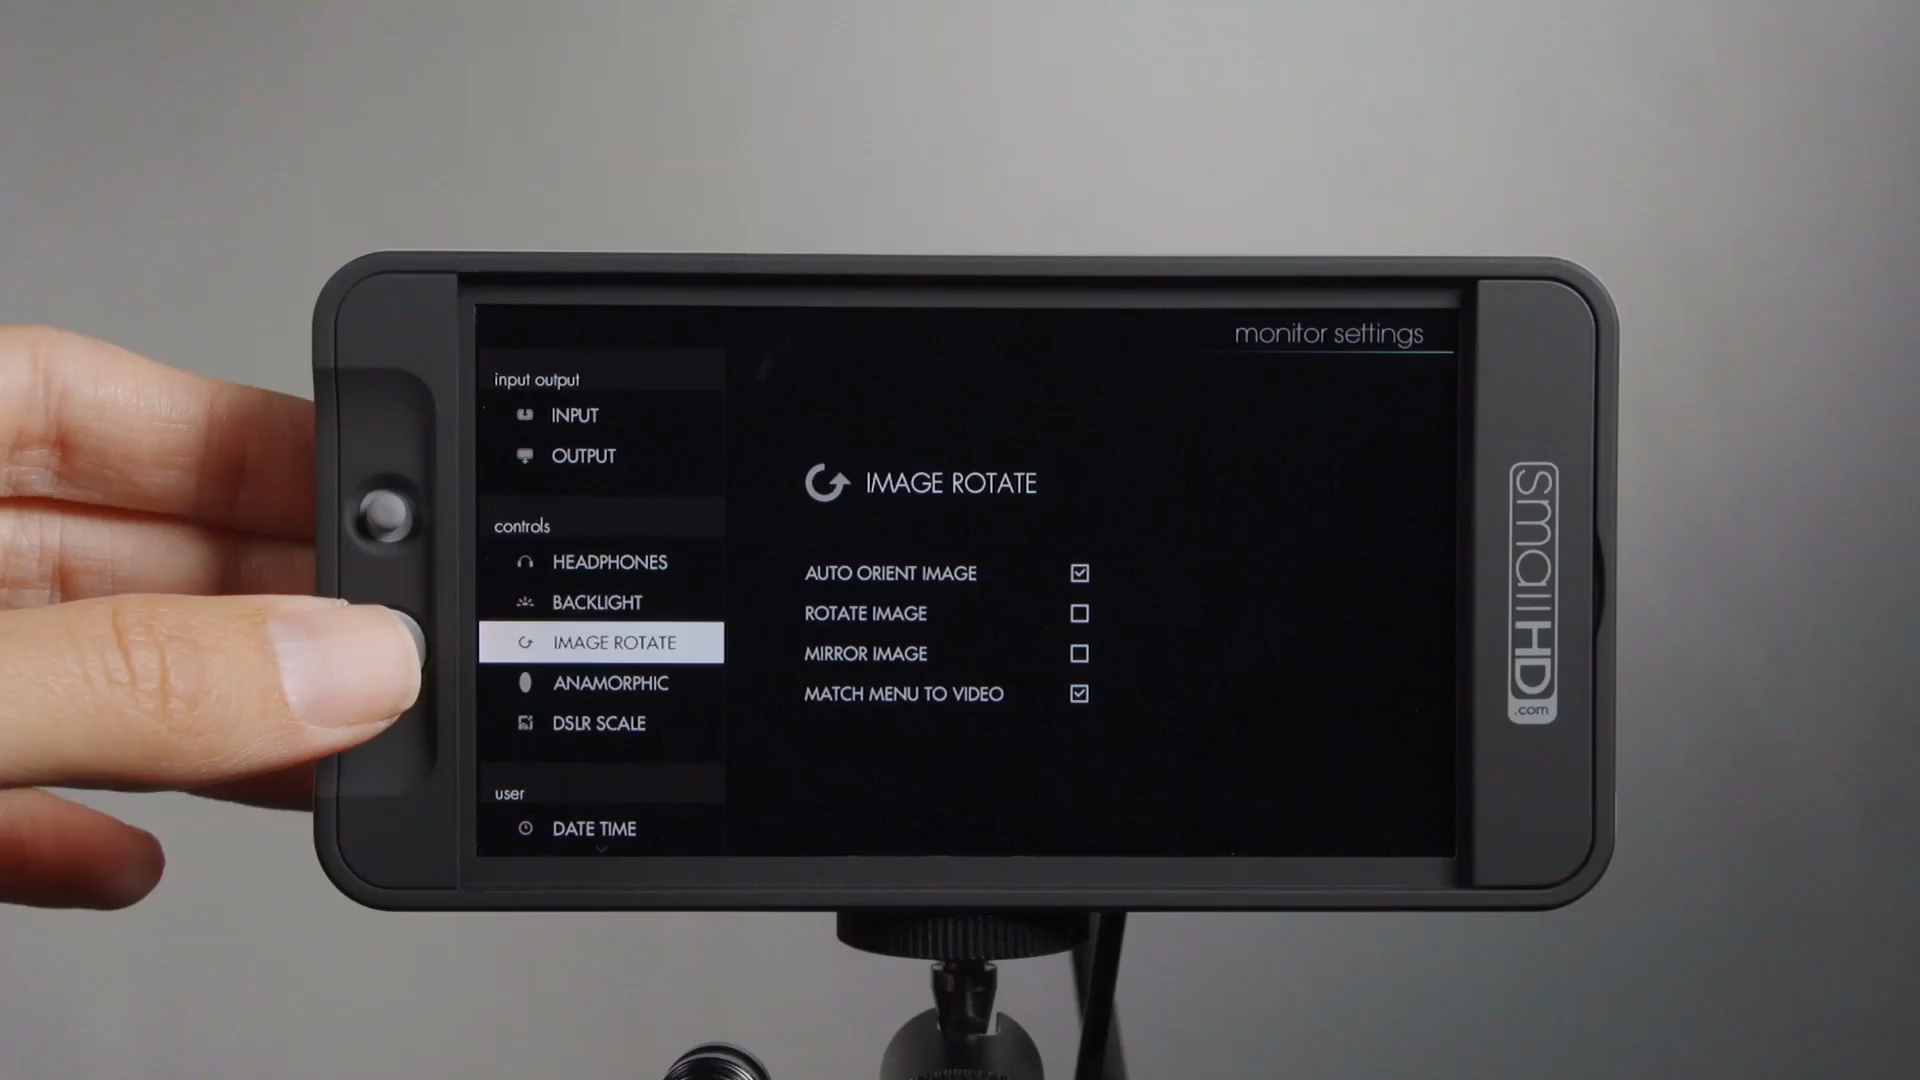 monitor settings
input output
INPUT
OUTPUT
controls
HEADPHONES
BACKLIGHT
IMAGE ROTATE
ANAMORPHIC
DSLR SCALE
user
DATE TIME
IMAGE ROTATE
AUTO ORIENT IMAGE
ROTATE IMAGE
MIRROR IMAGE
MATCH MENU TO VIDEO
smallHD
.com